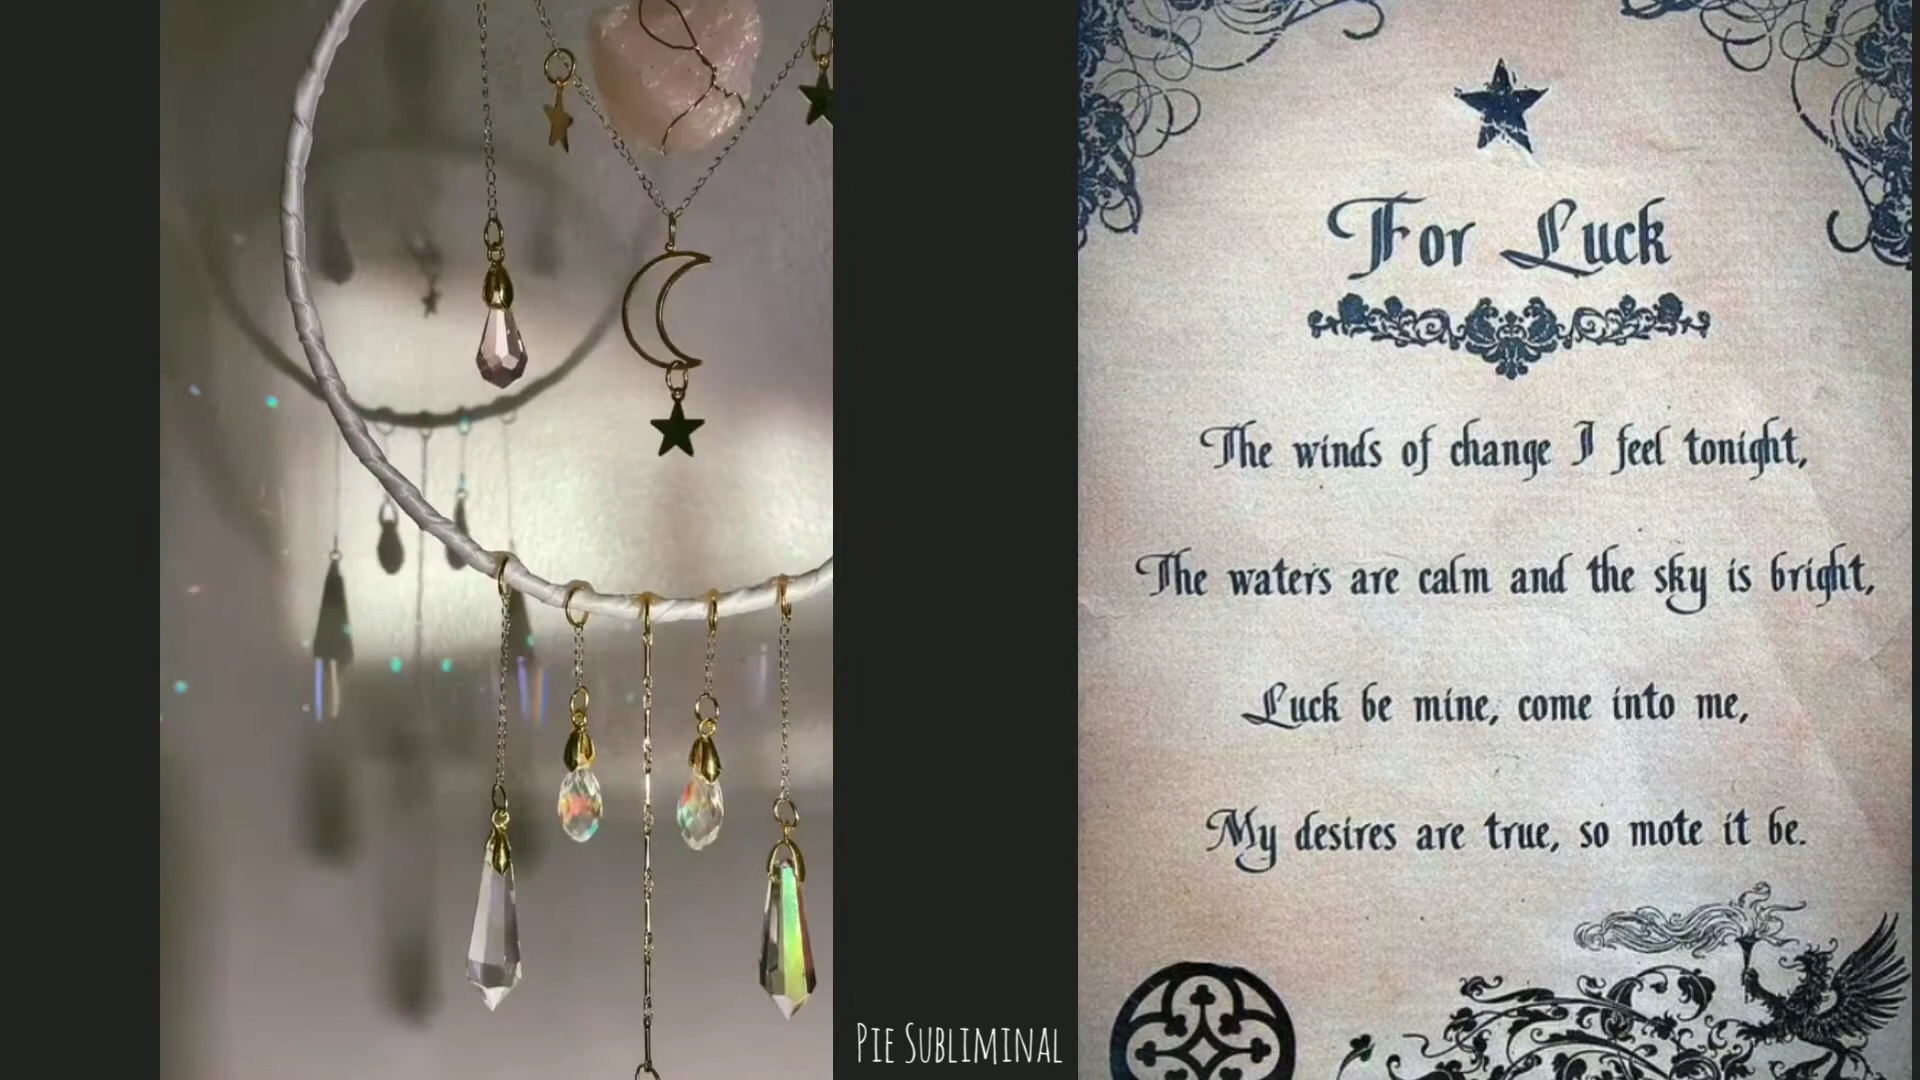 For Luck
The winds of change I feel tonight,
The waters are calm and the sky is bright,
Luck be mine, come into me,
My desires are true, so mote it be.
PIE SUBLIMINAL